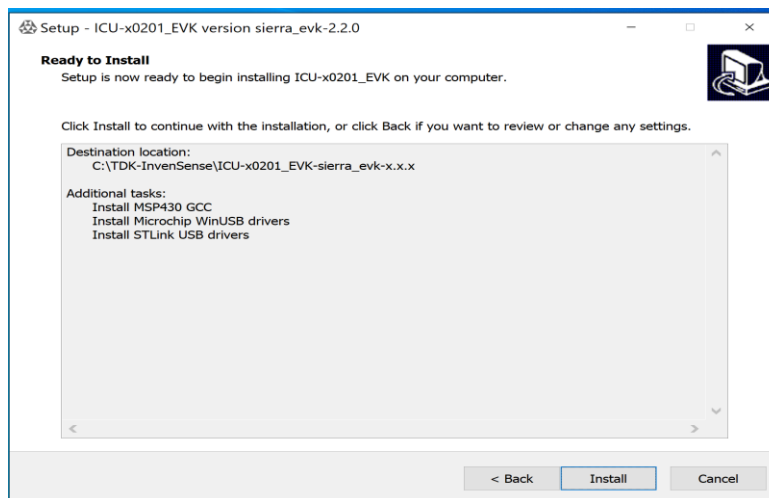 Setup - ICU-x0201_EVK version sierra_evk-2.2.0
Ready to Install
Setup is now ready to begin installing ICU-x0201_EVK on your computer.
Click Install to continue with the installation, or click Back if you want to review or change any settings.
Destination location:
C:\TDK-InvenSense\ICU-x0201_EVK-sierra_evk-x.x.x
Additional tasks:
Install MSP430 GCC
Install Microchip WinUSB drivers
Install STLink USB drivers
< Back Install Cancel